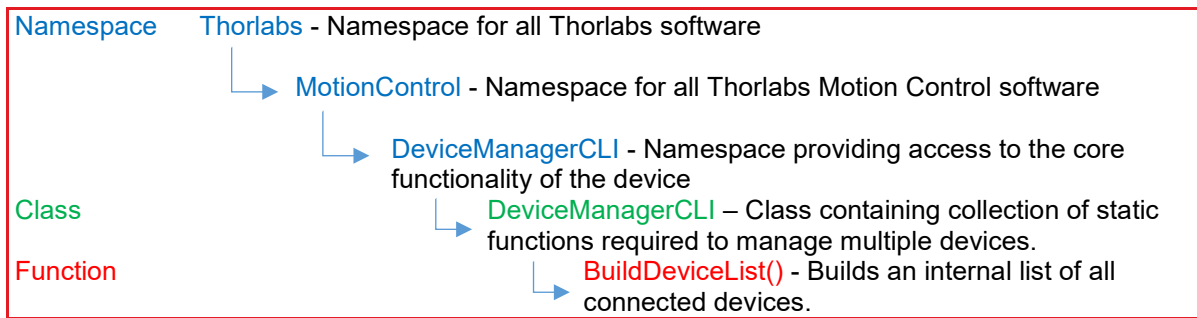 Namespace Thorlabs - Namespace for all Thorlabs software
MotionControl - Namespace for all Thorlabs Motion Control software
DeviceManagerCLI - Namespace providing access to the core
functionality of the device
Class DeviceManagerCLI – Class containing collection of static
functions required to manage multiple devices.
Function BuildDeviceList() - Builds an internal list of all
connected devices.